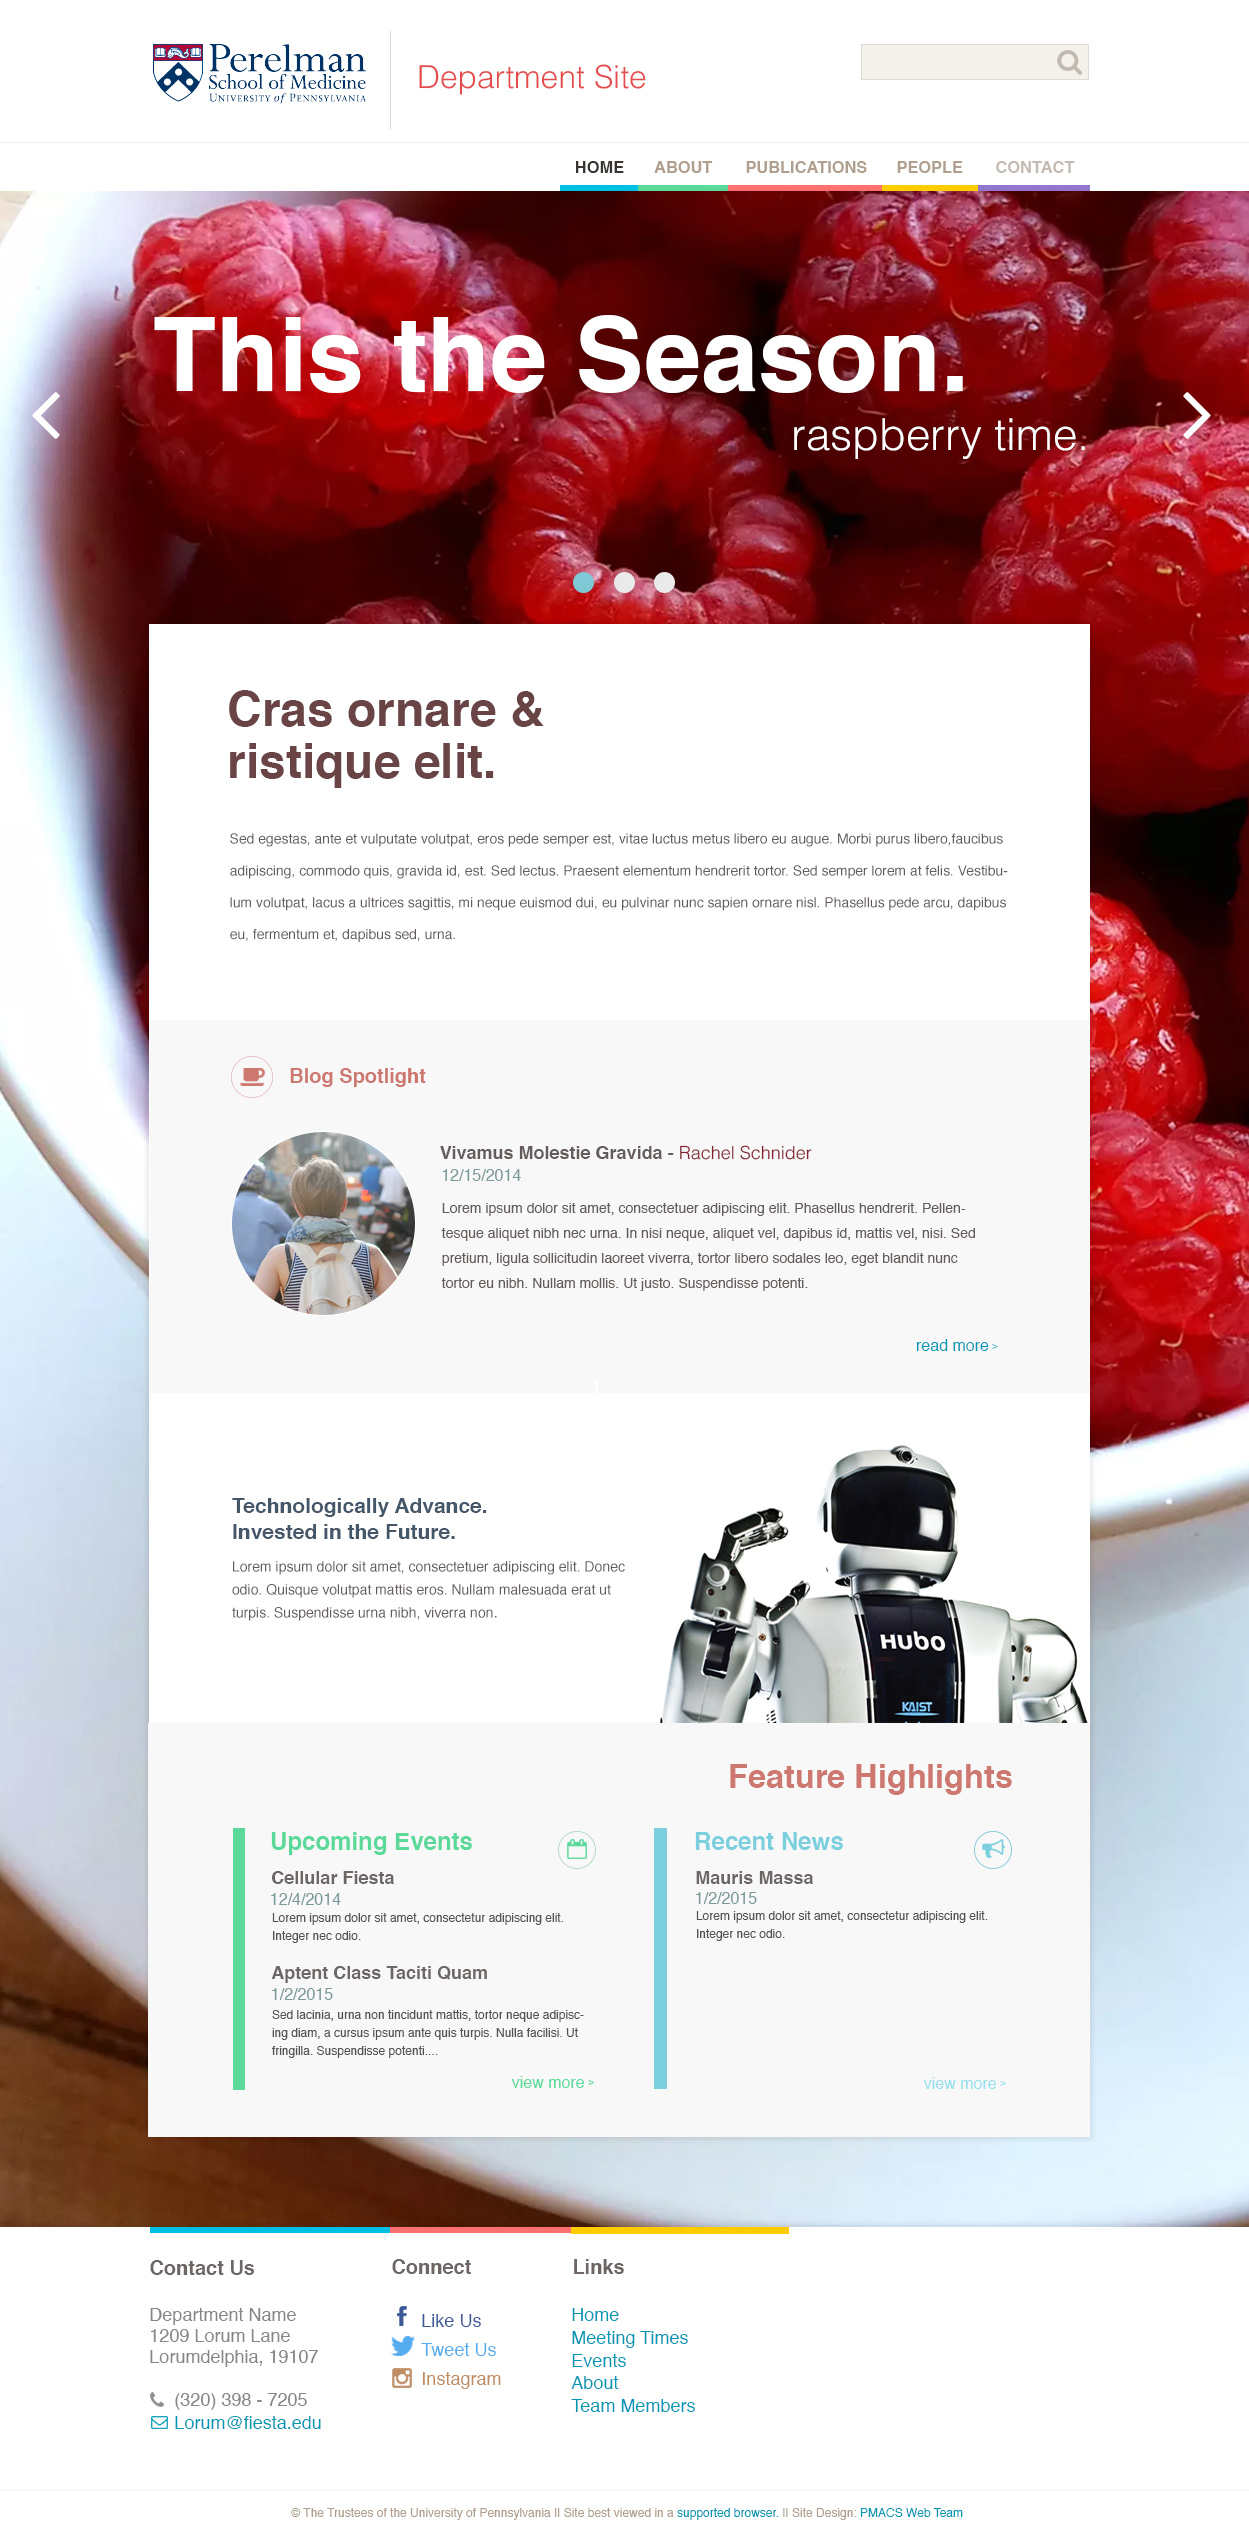 Perelman
School of Medicine
University of Pennsylvania
Department Site
HOME ABOUT PUBLICATIONS PEOPLE CONTACT
This the Season.
raspberry time.
Cras ornare &
ristique elit.
Sed egestas, ante et vulputate volutpat, eros pede semper est, vitae luctus metus libero eu augue. Morbi purus libero,faucibus
adipiscing, commodo quis, gravida id, est. Sed lectus. Praesent elementum hendrerit tortor. Sed semper lorem at felis. Vestibu-
lum volutpat, lacus a ultrices sagittis, mi neque euismod dui, eu pulvinar nunc sapien ornare nisl. Phasellus pede arcu, dapibus
eu, fermentum et, dapibus sed, urna.
Blog Spotlight
Vivamus Molestie Gravida - Rachel Schnider
12/15/2014
Lorem ipsum dolor sit amet, consectetuer adipiscing elit. Phasellus hendrerit. Pellen-
tesque aliquet nibh nec urna. In nisi neque, aliquet vel, dapibus id, mattis vel, nisi. Sed
pretium, ligula sollicitudin laoreet viverra, tortor libero sodales leo, eget blandit nunc
tortor eu nibh. Nullam mollis. Ut justo. Suspendisse potenti.
read more >
Technologically Advance.
Invested in the Future.
Lorem ipsum dolor sit amet, consectetuer adipiscing elit. Donec
odio. Quisque volutpat mattis eros. Nullam malesuada erat ut
turpis. Suspendisse urna nibh, viverra non.
HUBO
KAIST
Feature Highlights
Upcoming Events
Cellular Fiesta
12/4/2014
Lorem ipsum dolor sit amet, consectetur adipiscing elit.
Integer nec odio.
Aptent Class Taciti Quam
1/2/2015
Sed lacinia, urna non tincidunt mattis, tortor neque adipisc-
ing diam, a cursus ipsum ante quis turpis. Nulla facilisi. Ut
fringilla. Suspendisse potenti....
view more >
Recent News
Mauris Massa
1/2/2015
Lorem ipsum dolor sit amet, consectetur adipiscing elit.
Integer nec odio.
view more >
Contact Us
Department Name
1209 Lorum Lane
Lorumdelphia, 19107
(320) 398 - 7205
Lorum@fiesta.edu
Connect
Like Us
Tweet Us
Instagram
Links
Home
Meeting Times
Events
About
Team Members
© The Trustees of the University of Pennsylvania II Site best viewed in a supported browser. II Site Design: PMACS Web Team